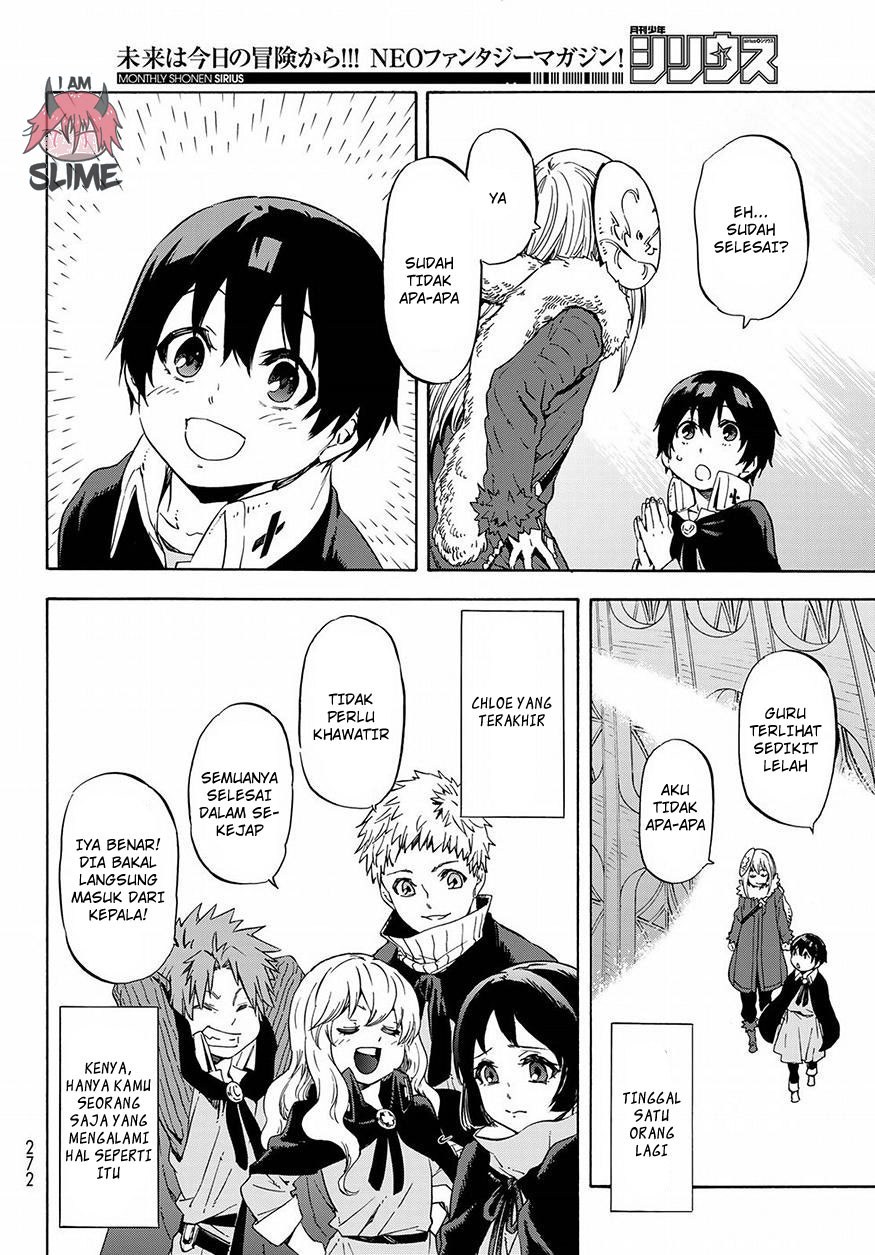 未来は今日の冒険から!!! NEOファンタジーマガジン!
月刊少年
シリウス
MONTHLY SHONEN SIRIUS
I AM
SLIME
EH...
SUDAH
SELESAI?
YA
SUDAH
TIDAK
APA-APA
GURU
TERLIHAT
SEDIKIT
LELAH
AKU
TIDAK
APA-APA
TINGGAL
SATU
ORANG
LAGI
CHLOE YANG
TERAKHIR
TIDAK
PERLU
KHAWATIR
SEMUANYA
SELESAI
DALAM SE-
KEJAP
IYA BENAR!
DIA BAKAL
LANGSUNG
MASUK DARI
KEPALA!
KENYA,
HANYA KAMU
SEORANG
SAJA YANG
MENGALAMI
HAL SEPERTI
ITU
272